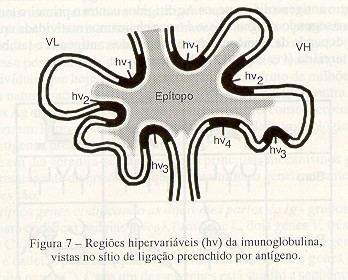 VL
hv1
hv1
VH
hv2
hv2
Epítopo
hv3
hv4
hv3
Figura 7 – Regiões hipervariáveis (hv) da imunoglobulina,
vistas no sítio de ligação preenchido por antígeno.